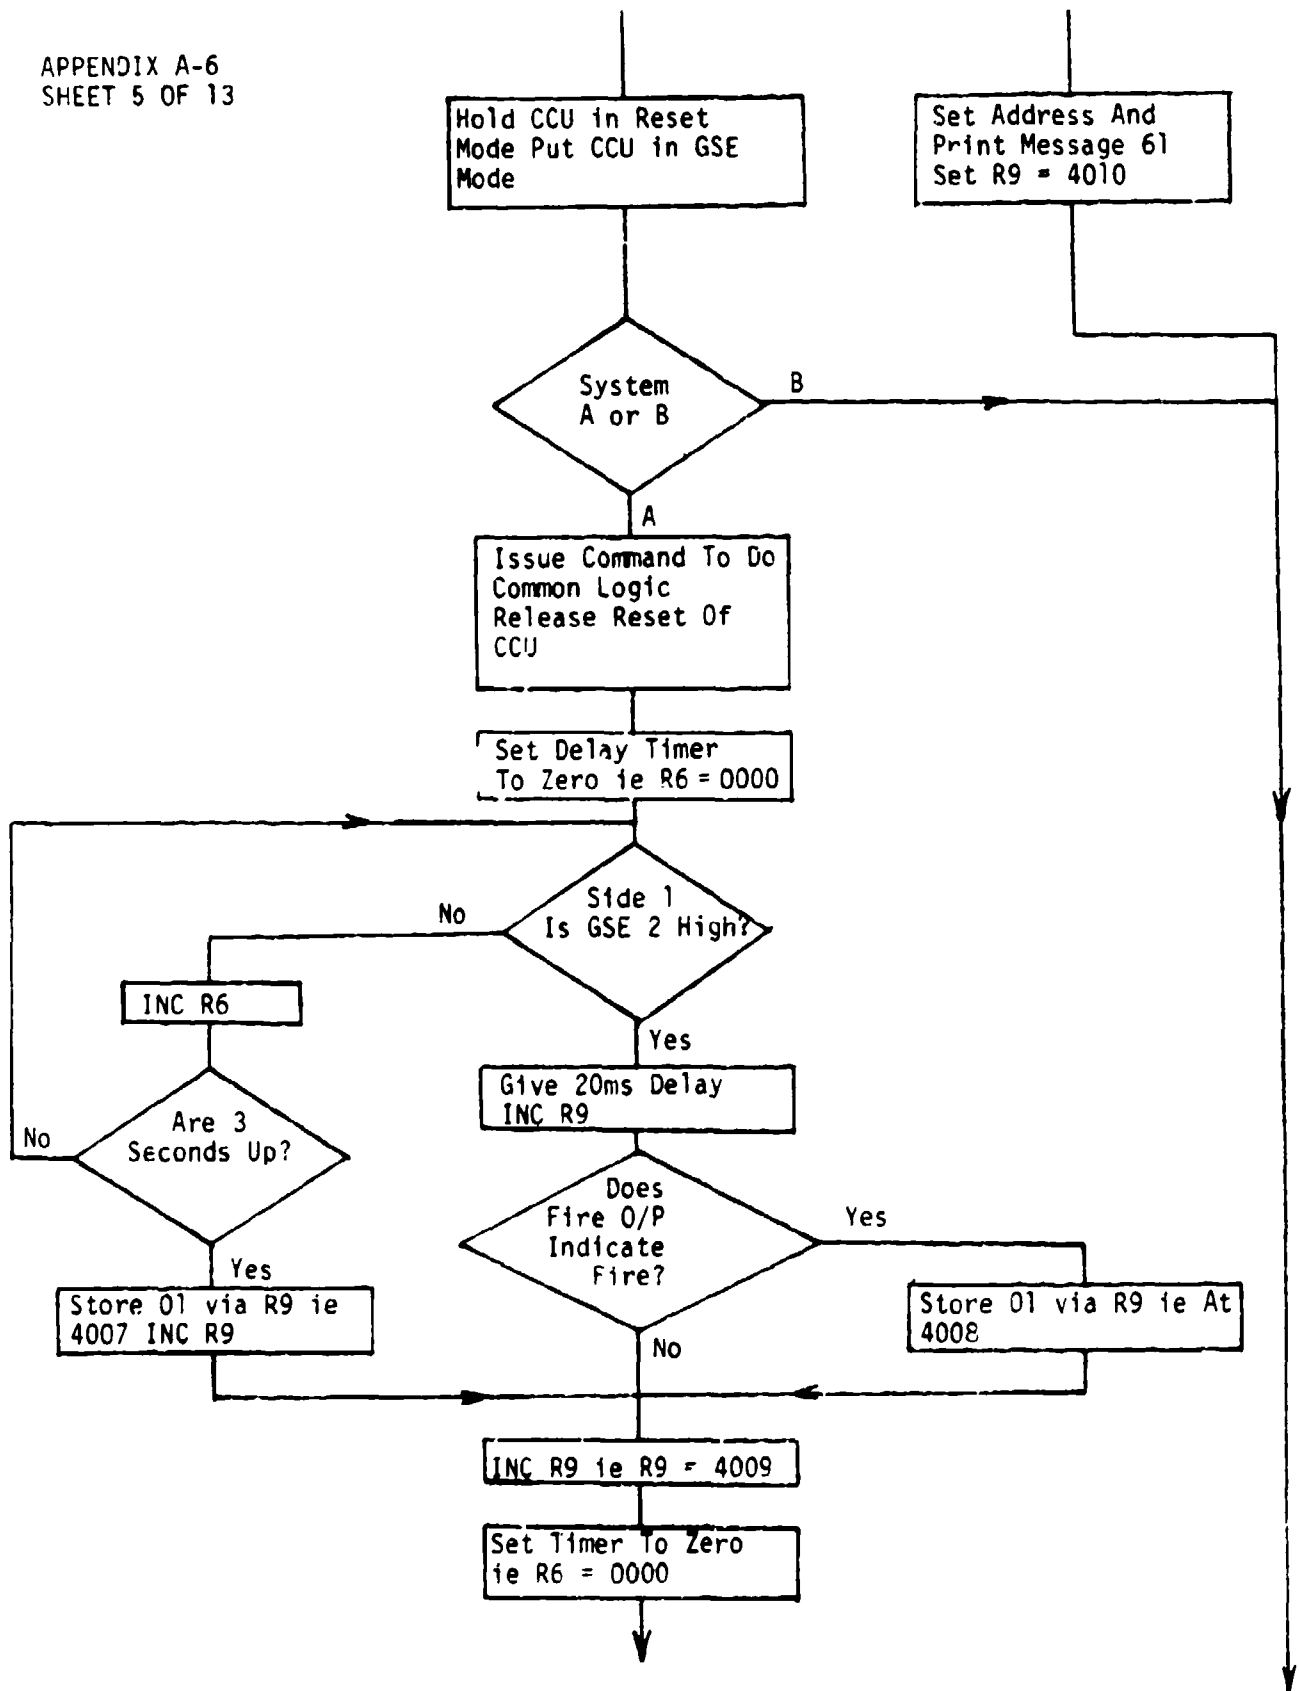 APPENDIX A-6
SHEET 5 OF 13
Hold CCU in Reset
Mode Put CCU in GSE
Mode
Set Address And
Print Message 61
Set R9 = 4010
System
A or B
B
A
Issue Command To Do
Common Logic
Release Reset Of
CCU
Set Delay Timer
To Zero ie R6 = 0000
Side 1
Is GSE 2 High?
No
INC R6
Yes
Give 20ms Delay
INC R9
Are 3
Seconds Up?
No
Does
Fire O/P
Indicate
Fire?
Yes
Yes
Store 01 via R9 ie
4007 INC R9
Store 01 via R9 ie At
4008
No
INC R9 ie R9 = 4009
Set Timer To Zero
ie R6 = 0000